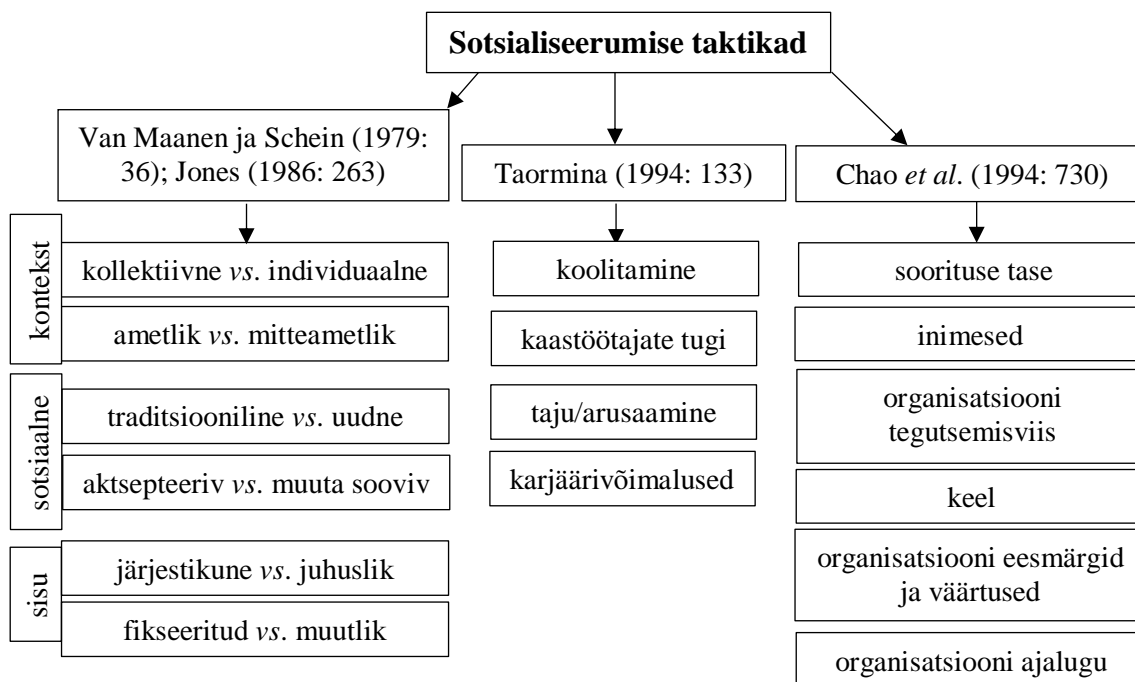 Sotsialiseerumise taktikad
Van Maanen ja Schein (1979:
36); Jones (1986: 263)
kontekst
kollektiivne vs. individuaalne
ametlik vs. mitteametlik
sotsiaalne
traditsiooniline vs. uudne
aktsepteeriv vs. muuta sooviv
sisu
järjestikune vs. juhuslik
fikseeritud vs. muutlik
Taormina (1994: 133)
koolitamine
kaastöötajate tugi
taju/arusaamine
karjäärivõimalused
Chao et al. (1994: 730)
soorituse tase
inimesed
organisatsiooni
tegutsemisviis
keel
organisatsiooni eesmärgid
ja väärtused
organisatsiooni ajalugu